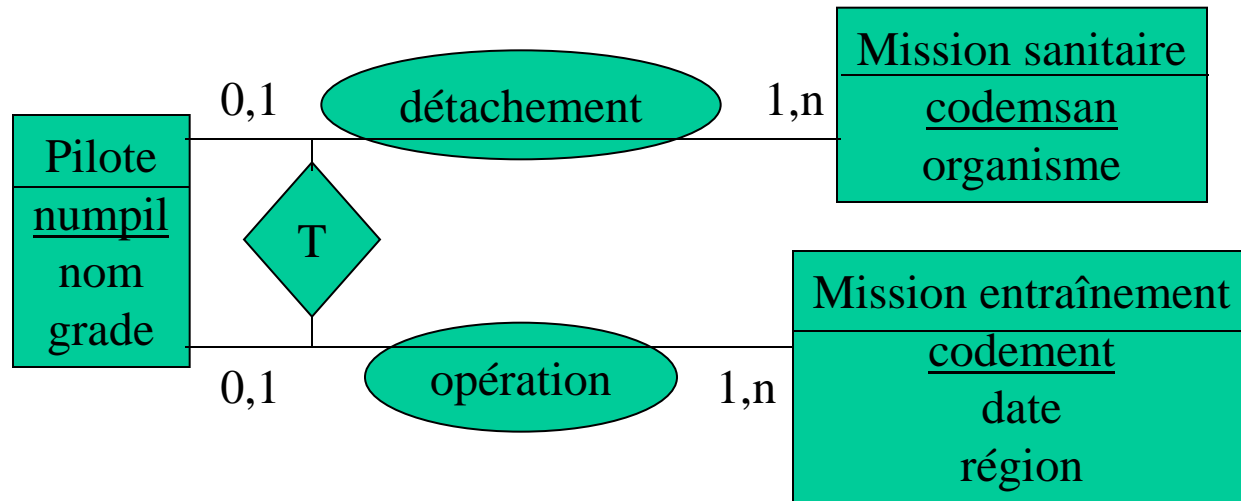 Pilote
numpil
nom
grade
0,1
détachement
1,n
Mission sanitaire
codemsan
organisme
T
0,1
opération
1,n
Mission entraînement
codement
date
région